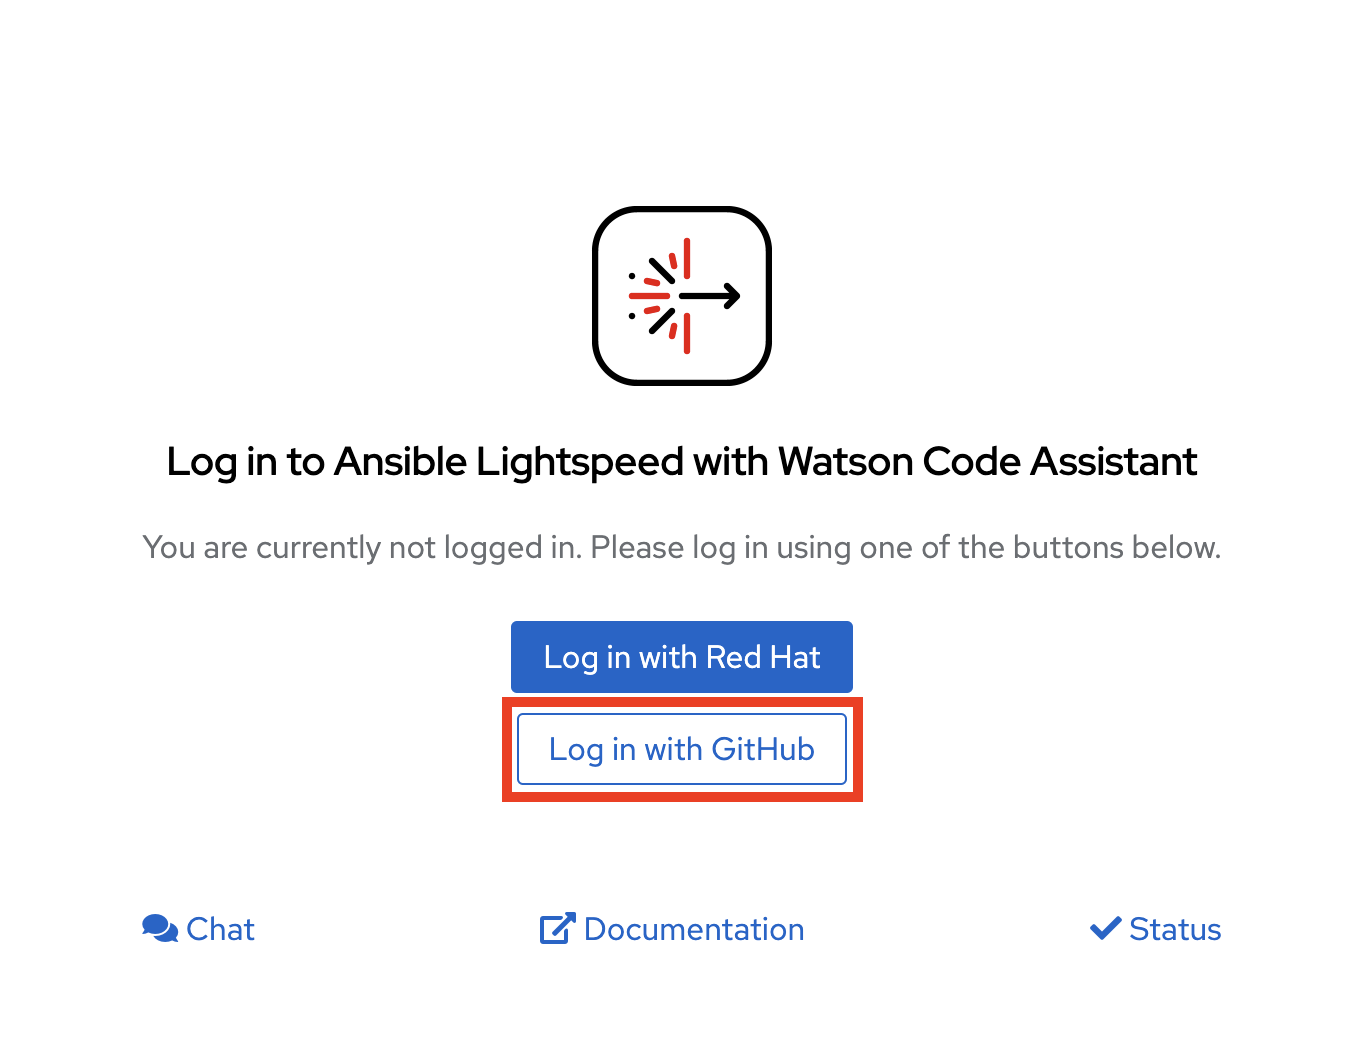 Log in to Ansible Lightspeed with Watson Code Assistant
You are currently not logged in. Please log in using one of the buttons below.
Log in with Red Hat
Log in with GitHub
Chat
Documentation
Status